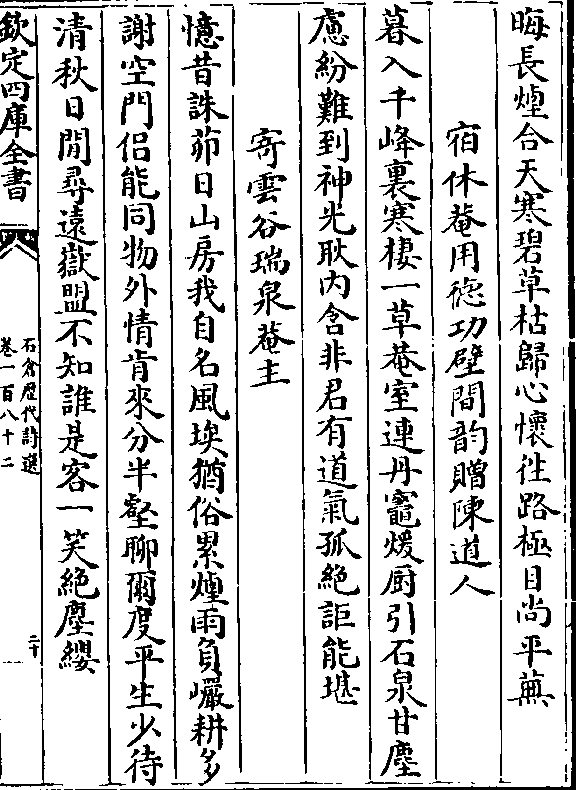 晦長煙合天寒碧草枯歸心懷往路極目尚平蕪
宿休菴用徳功壁間韵贈陳道人
暮入千峰裏寒棲一草菴室連丹竈煖厨引石泉甘塵
慮紛難到神光耿内含非君有道氣孤絶詎能堪
寄雲谷瑞泉菴主
憶昔誅茆日山房我自名風埃猶俗累煙雨負巖耕多
謝空門侣能同物外情肯來分半壑聊爾度平生少待
清秋日閒尋遠嶽盟不知誰是客一笑絶塵纓
欽定四庫全書
石倉歴代詩選
卷一百八十二
二十